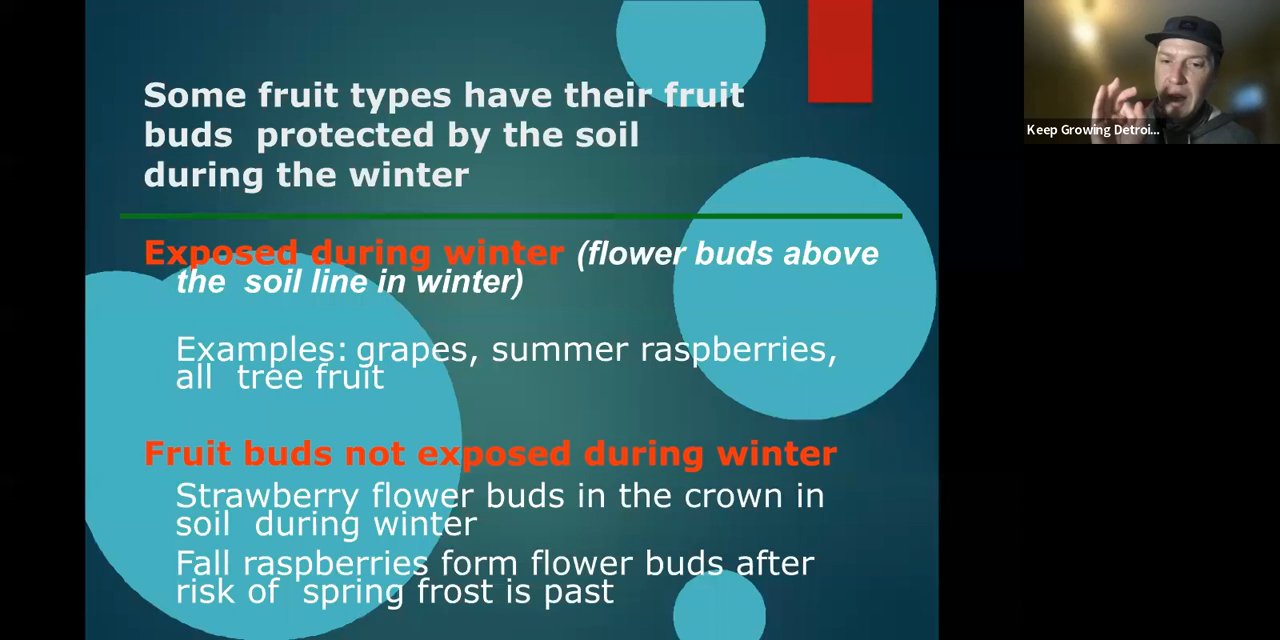 Some fruit types have their fruit
buds protected by the soil
during the winter
Exposed during winter (flower buds above
the soil line in winter)
Examples: grapes, summer raspberries,
all tree fruit
Fruit buds not exposed during winter
Strawberry flower buds in the crown in
soil during winter
Fall raspberries form flower buds after
risk of spring frost is past
Keep Growing Detroi...